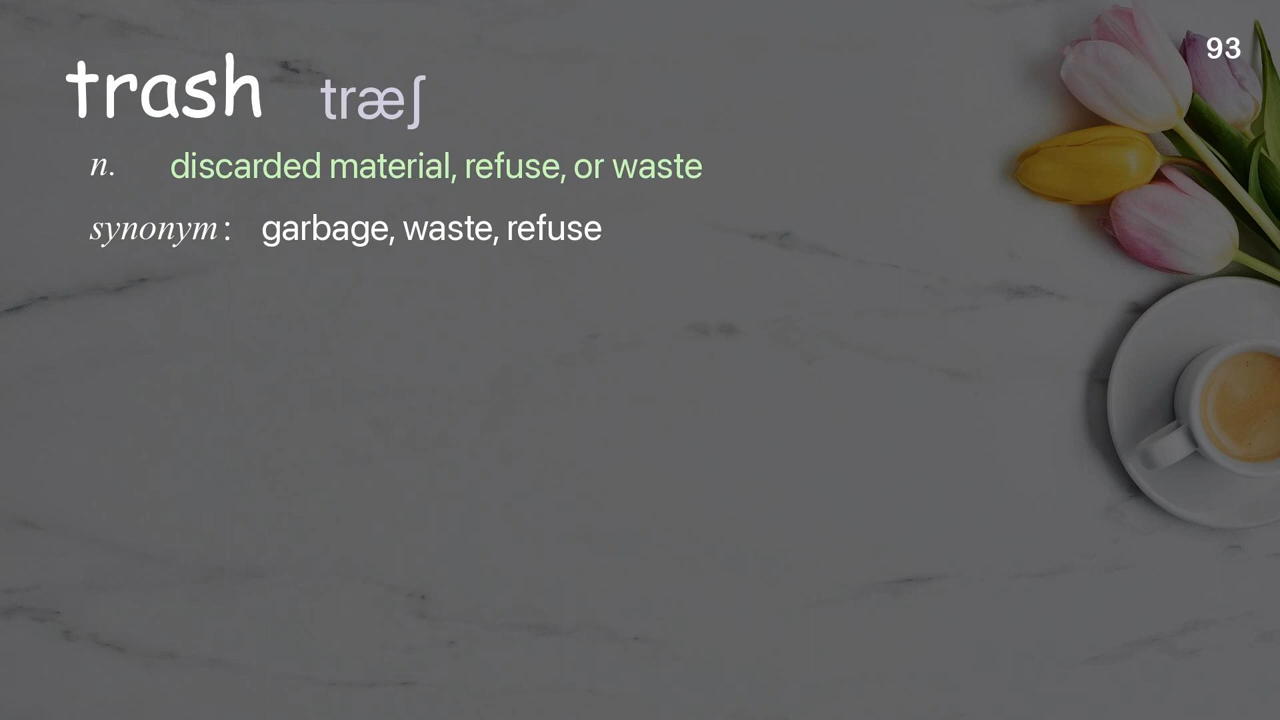 93
trash træʃ
n. discarded material, refuse, or waste
synonym: garbage, waste, refuse